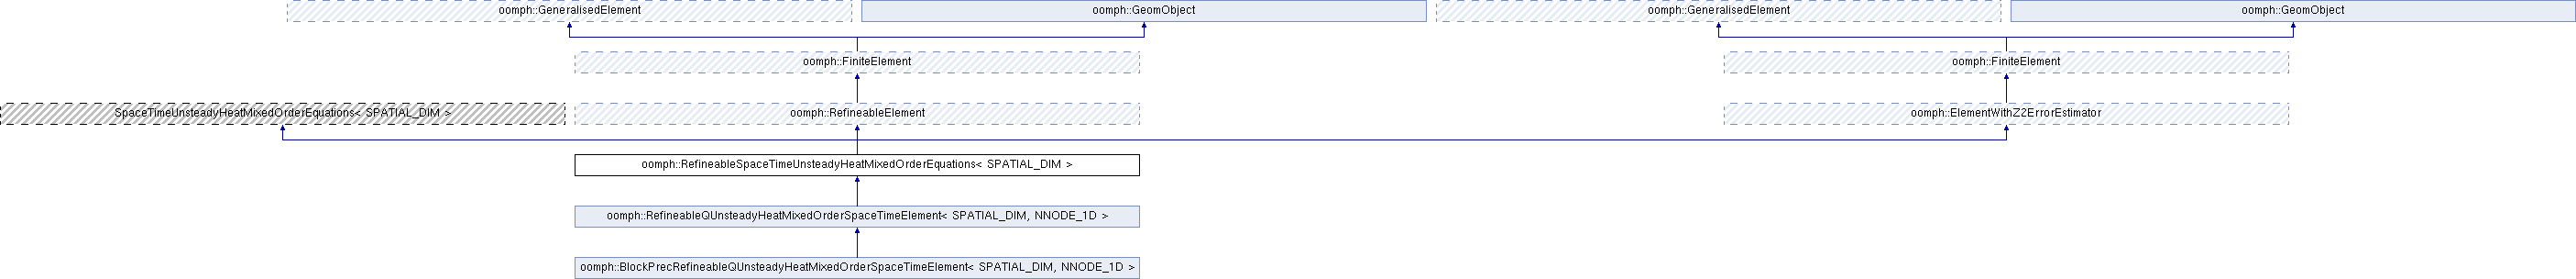 oomph::GeneralisedElement
oomph::GeomObject
oomph::GeneralisedElement
oomph::GeomObject
oomph::FiniteElement
oomph::FiniteElement
SpaceTimeUnsteadyHeatMixedOrderEquations< SPATIAL_DIM >
oomph::RefineableElement
oomph::ElementWithZ2ErrorEstimator
oomph::RefineableSpaceTimeUnsteadyHeatMixedOrderEquations< SPATIAL_DIM >
oomph::RefineableQUnsteadyHeatMixedOrderSpaceTimeElement< SPATIAL_DIM, NNODE_1D >
oomph::BlockPrecRefineableQUnsteadyHeatMixedOrderSpaceTimeElement< SPATIAL_DIM, NNODE_1D >